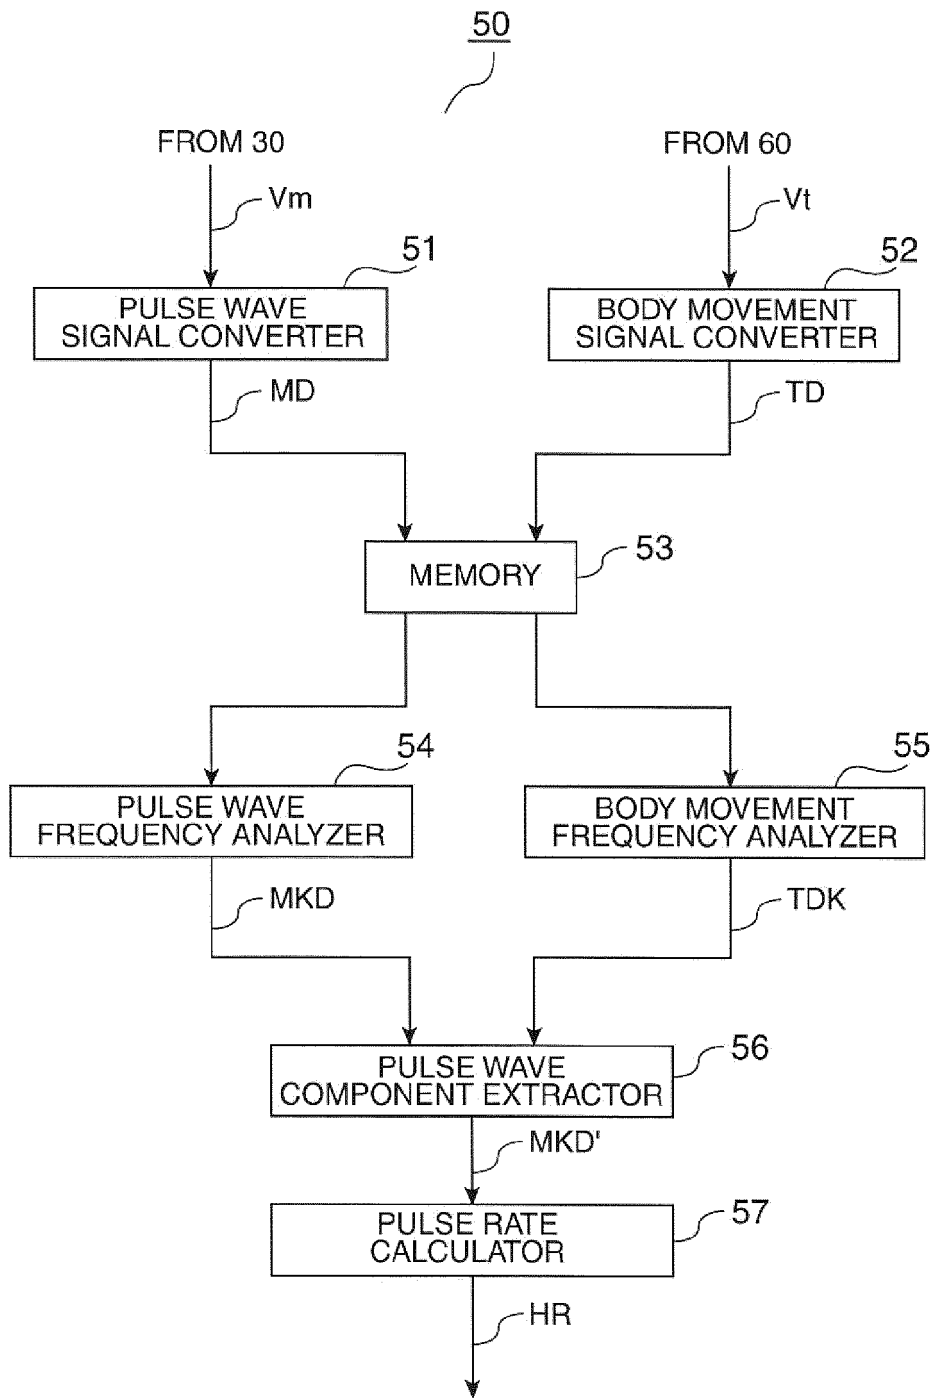 50
FROM 30
FROM 60
Vm
Vt
51
52
PULSE WAVE
SIGNAL CONVERTER
BODY MOVEMENT
SIGNAL CONVERTER
MD
TD
MEMORY
53
54
55
PULSE WAVE
FREQUENCY ANALYZER
BODY MOVEMENT
FREQUENCY ANALYZER
MKD
TDK
PULSE WAVE
COMPONENT EXTRACTOR
56
MKD'
PULSE RATE
CALCULATOR
57
HR